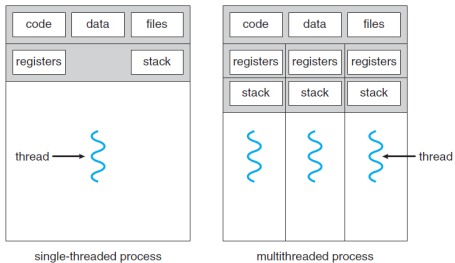 code data files
registers stack
thread
single-threaded process
code data files
registers registers registers
stack stack stack
thread
multithreaded process